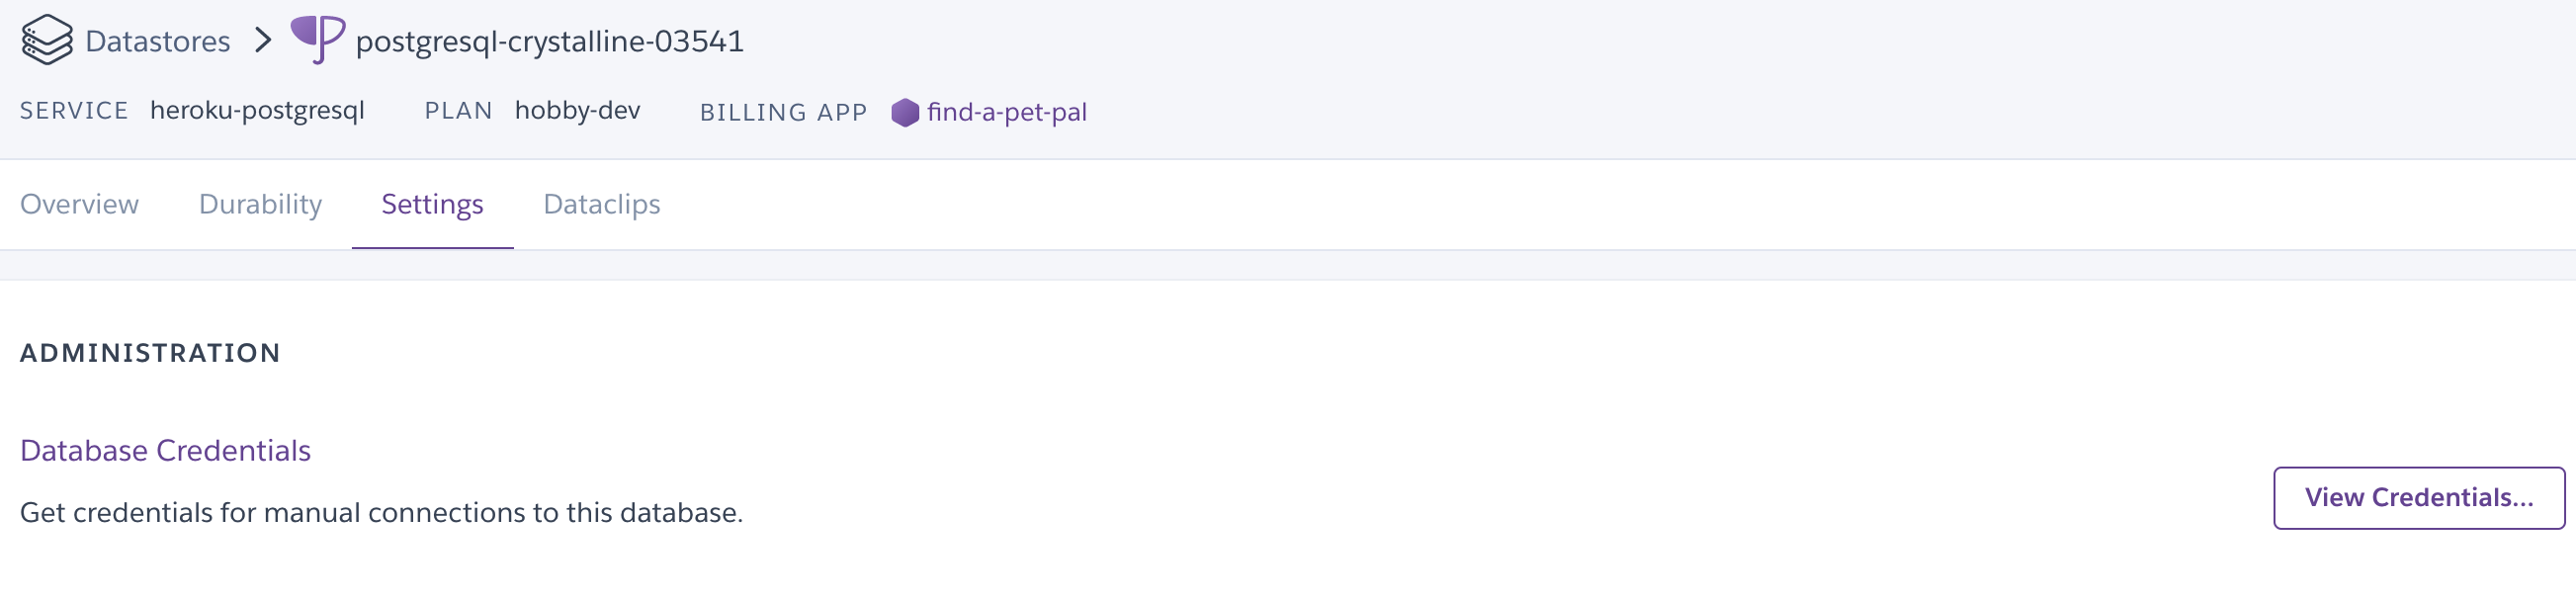 Datastores postgresql-crystalline-03541
SERVICE heroku-postgresql PLAN hobby-dev BILLING APP find-a-pet-pal
Overview Durability Settings Dataclips
ADMINISTRATION
Database Credentials
Get credentials for manual connections to this database.
View Credentials...